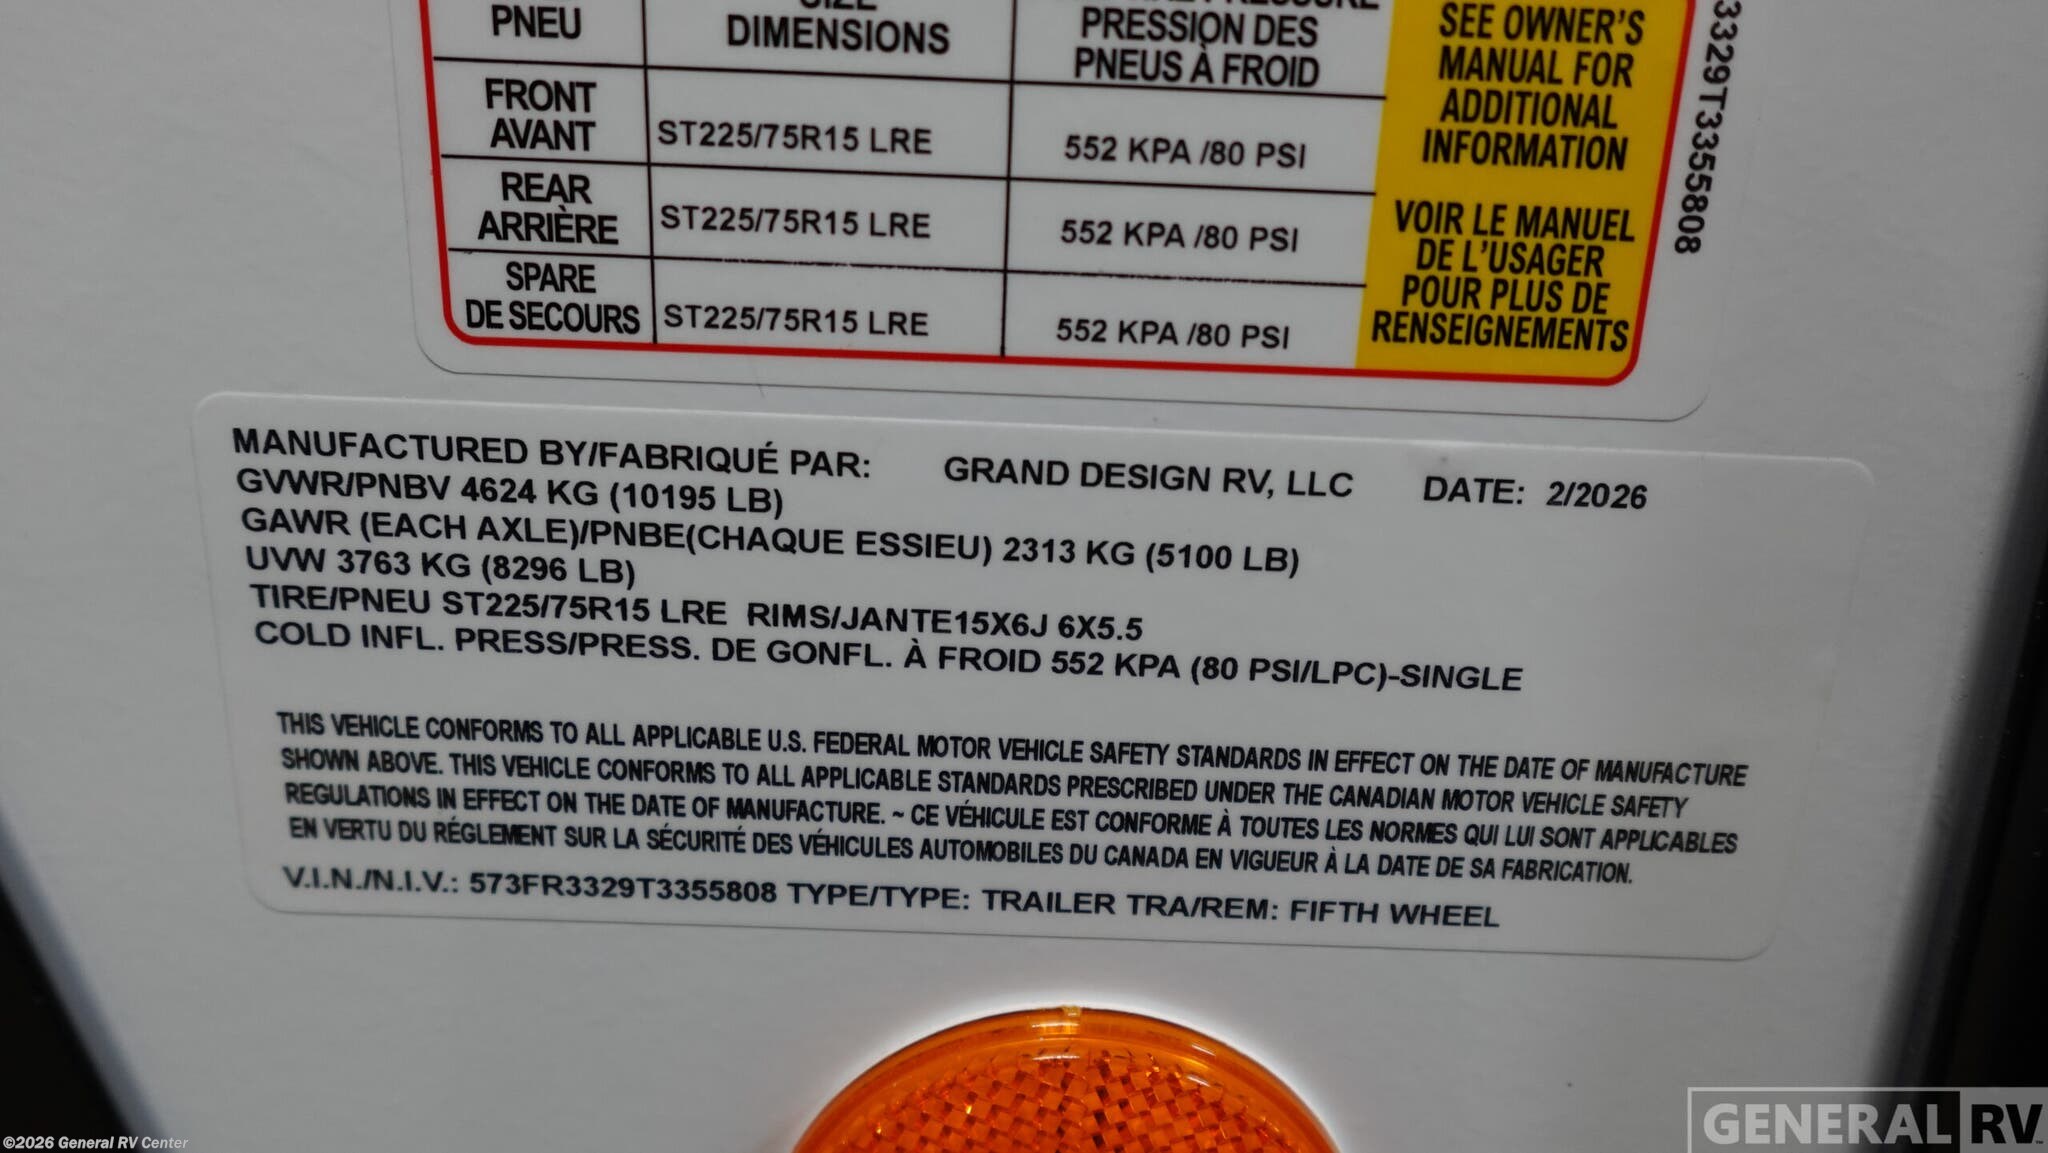 PNEU
SIZE
DIMENSIONS
PRESSION DES
PNEUS À FROID
FRONT
AVANT
ST225/75R15 LRE
552 KPA /80 PSI
REAR
ARRIÈRE
ST225/75R15 LRE
552 KPA /80 PSI
SPARE
DE SECOURS
ST225/75R15 LRE
552 KPA /80 PSI
SEE OWNER'S
MANUAL FOR
ADDITIONAL
INFORMATION
VOIR LE MANUEL
DE L'USAGER
POUR PLUS DE
RENSEIGNEMENTS
3329T3355808
MANUFACTURED BY/FABRIQUÉ PAR: GRAND DESIGN RV, LLC DATE: 2/2026
GVWR/PNBV 4624 KG (10195 LB)
GAWR (EACH AXLE)/PNBE(CHAQUE ESSIEU) 2313 KG (5100 LB)
UVW 3763 KG (8296 LB)
TIRE/PNEU ST225/75R15 LRE RIMS/JANTE15X6J 6X5.5
COLD INFL. PRESS/PRESS. DE GONFL. À FROID 552 KPA (80 PSI/LPC)-SINGLE
THIS VEHICLE CONFORMS TO ALL APPLICABLE U.S. FEDERAL MOTOR VEHICLE SAFETY STANDARDS IN EFFECT ON THE DATE OF MANUFACTURE
SHOWN ABOVE. THIS VEHICLE CONFORMS TO ALL APPLICABLE STANDARDS PRESCRIBED UNDER THE CANADIAN MOTOR VEHICLE SAFETY
REGULATIONS IN EFFECT ON THE DATE OF MANUFACTURE. ~ CE VÉHICULE EST CONFORME À TOUTES LES NORMES QUI LUI SONT APPLICABLES
EN VERTU DU RÉGLEMENT SUR LA SÉCURITÉ DES VÉHICULES AUTOMOBILES DU CANADA EN VIGUEUR À LA DATE DE SA FABRICATION.
V.I.N./N.I.V.: 573FR3329T3355808 TYPE/TYPE: TRAILER TRA/REM: FIFTH WHEEL
©2026 General RV Center
GENERAL RV